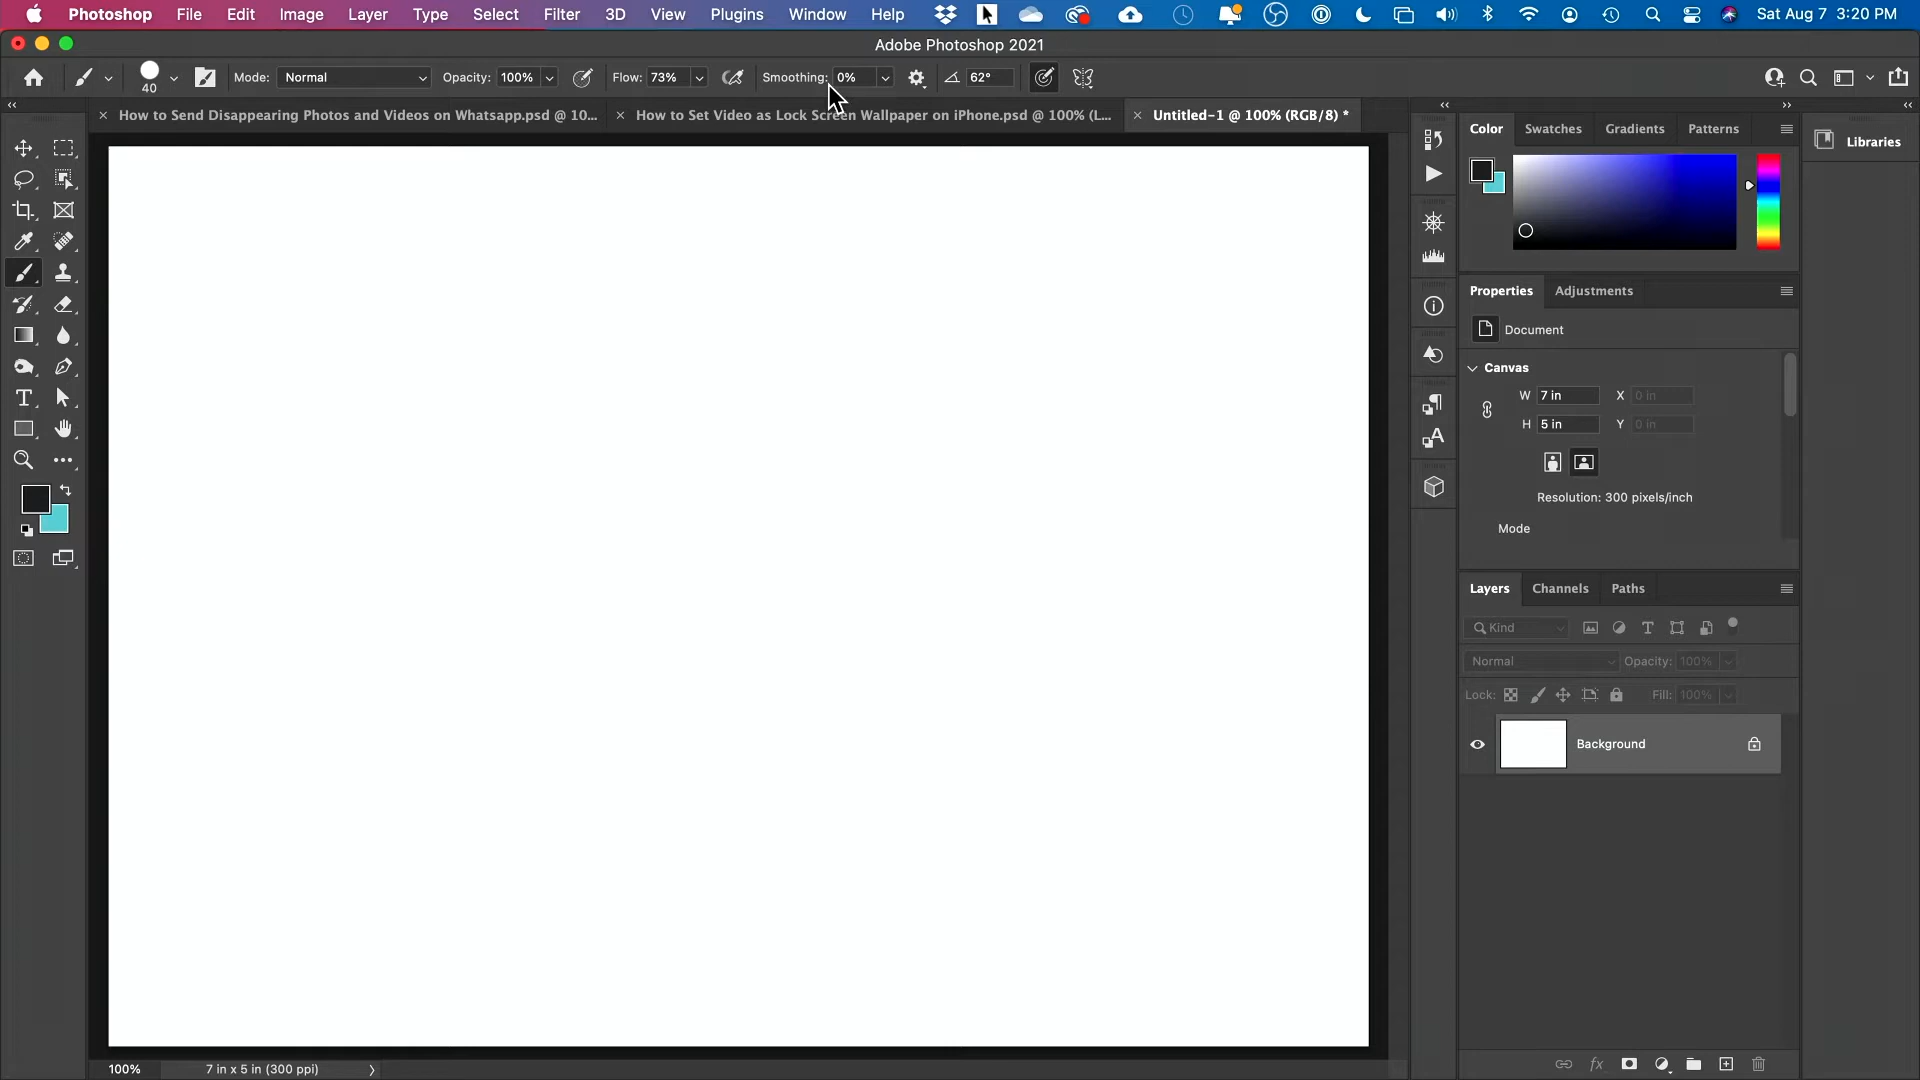 Photoshop File Edit Image Layer Type Select Filter 3D View Plugins Window Help Sat Aug 7 3:20 PM
Adobe Photoshop 2021
40 Mode: Normal Opacity: 100% Flow: 73% Smoothing: 0% 62°
How to Send Disappearing Photos and Videos on Whatsapp.psd @ 10... How to Set Video as Lock Screen Wallpaper on iPhone.psd @ 100% (L... Untitled-1 @ 100% (RGB/8) *
Color Swatches Gradients Patterns
Libraries
Properties Adjustments
Document
Canvas
W 7 in X 0 in
H 5 in Y 0 in
Resolution: 300 pixels/inch
Mode
Layers Channels Paths
Kind
Normal Opacity: 100%
Lock: Fill: 100%
Background
100% 7 in x 5 in (300 ppi)